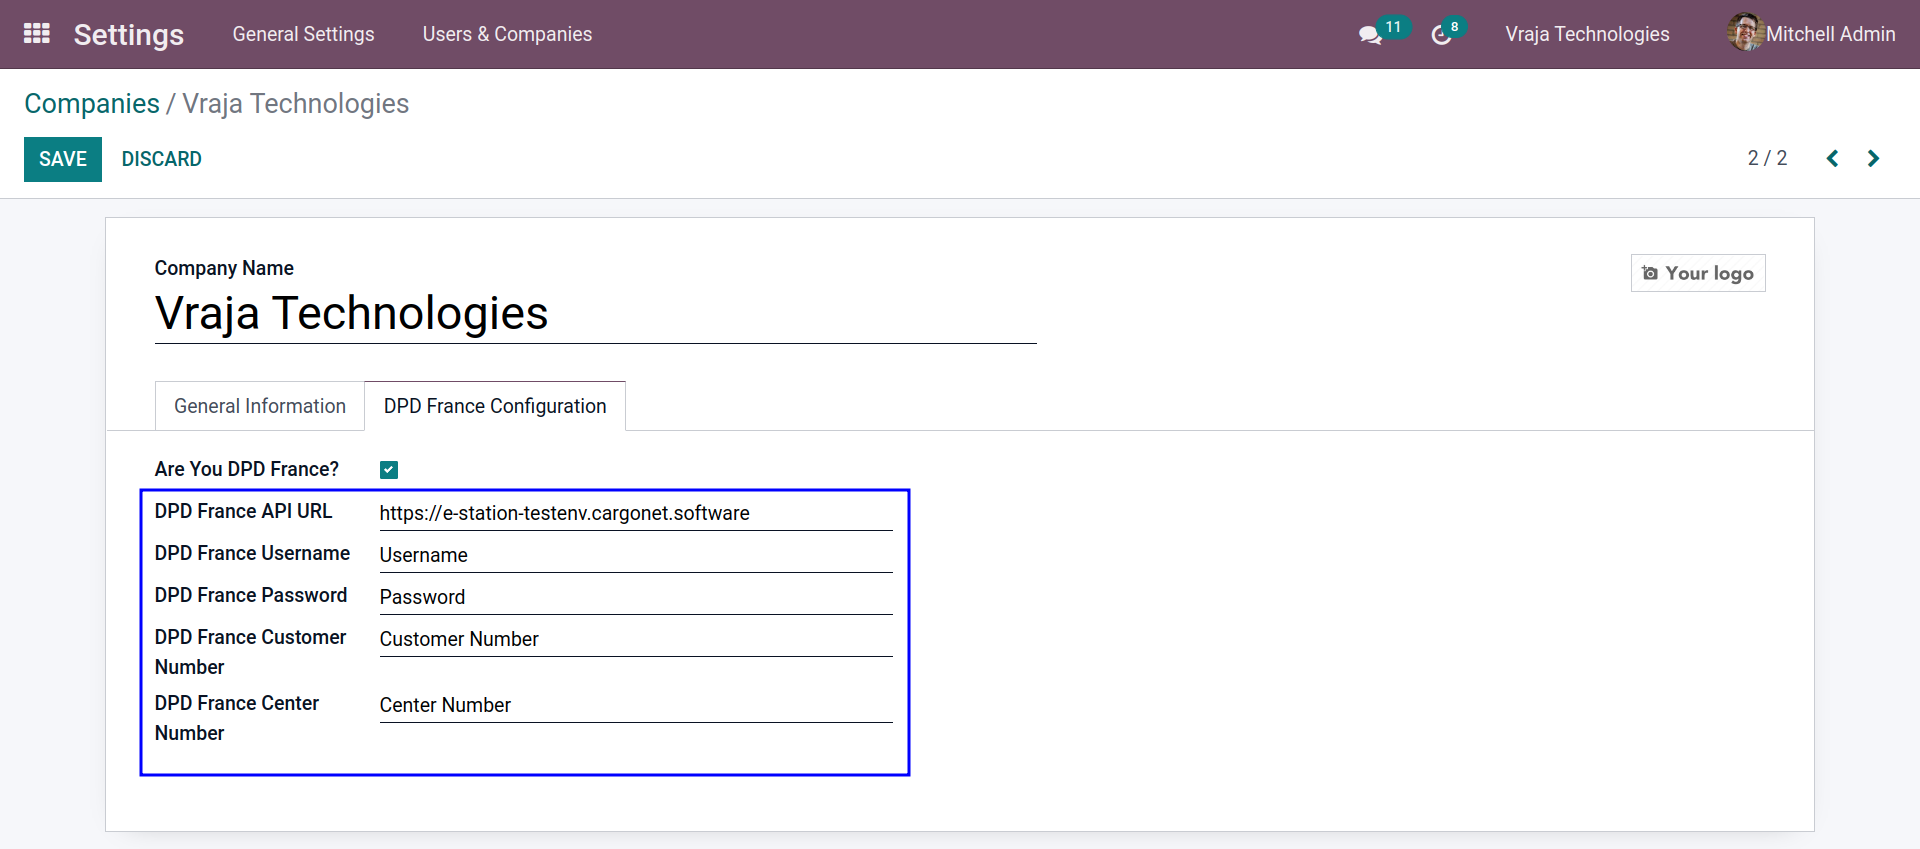 Settings General Settings Users & Companies 11 8 Vraja Technologies Mitchell Admin
Companies / Vraja Technologies
SAVE DISCARD 2 / 2
Company Name
Your logo
Vraja Technologies
General Information DPD France Configuration
Are You DPD France?
DPD France API URL https://e-station-testenv.cargonet.software
DPD France Username Username
DPD France Password Password
DPD France Customer Number Customer Number
DPD France Center Number Center Number